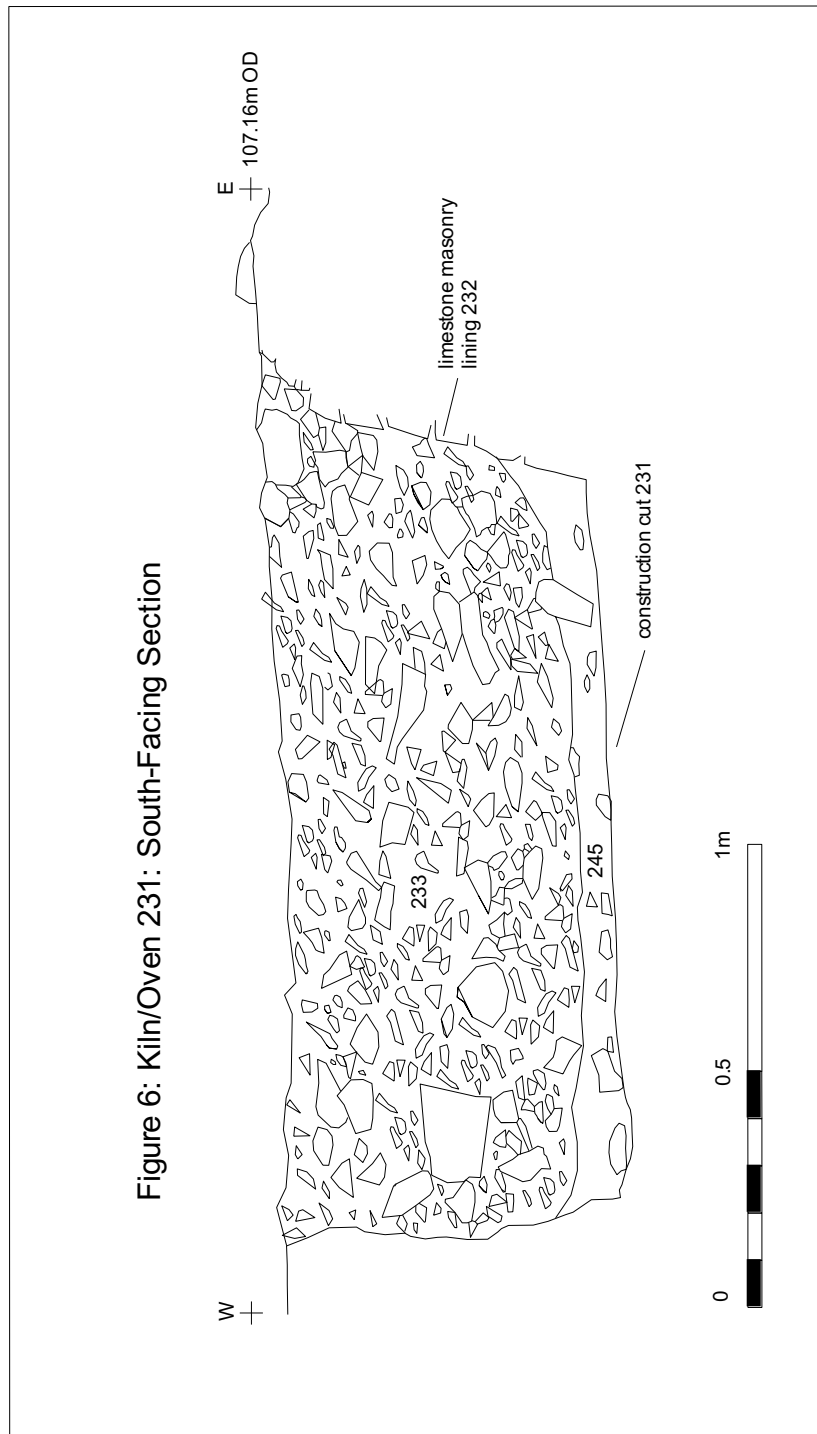 Figure 6: Kiln/Oven 231: South-Facing Section
W
E
107.16m OD
limestone masonry
lining 232
233
245
construction cut 231
0
0.5
1m